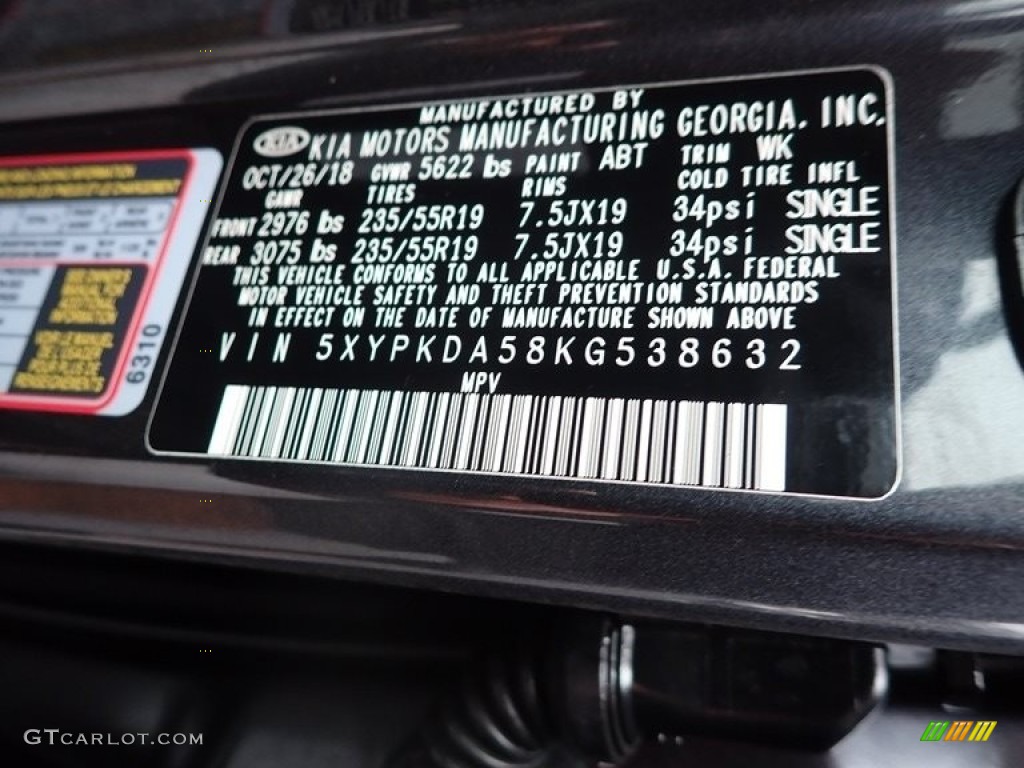 MANUFACTURED BY
KIA KIA MOTORS MANUFACTURING GEORGIA, INC.
OCT/26/18 GVWR 5622 lbs PAINT ABT TRIM WK
GAWR TIRES RIMS COLD TIRE INFL
FRONT 2976 lbs 235/55R19 7.5JX19 34psi SINGLE
REAR 3075 lbs 235/55R19 7.5JX19 34psi SINGLE
THIS VEHICLE CONFORMS TO ALL APPLICABLE U.S.A. FEDERAL
MOTOR VEHICLE SAFETY AND THEFT PREVENTION STANDARDS
IN EFFECT ON THE DATE OF MANUFACTURE SHOWN ABOVE
VIN 5XYPKDA58KG538632
MPV
6310
GTCARLOT.COM